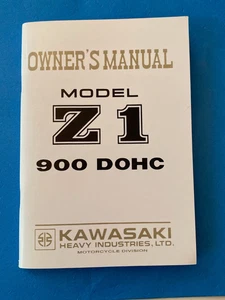 OWNER'S MANUAL
MODEL
Z1
900 DOHC
KAWASAKI
HEAVY INDUSTRIES, LTD.
MOTORCYCLE DIVISION